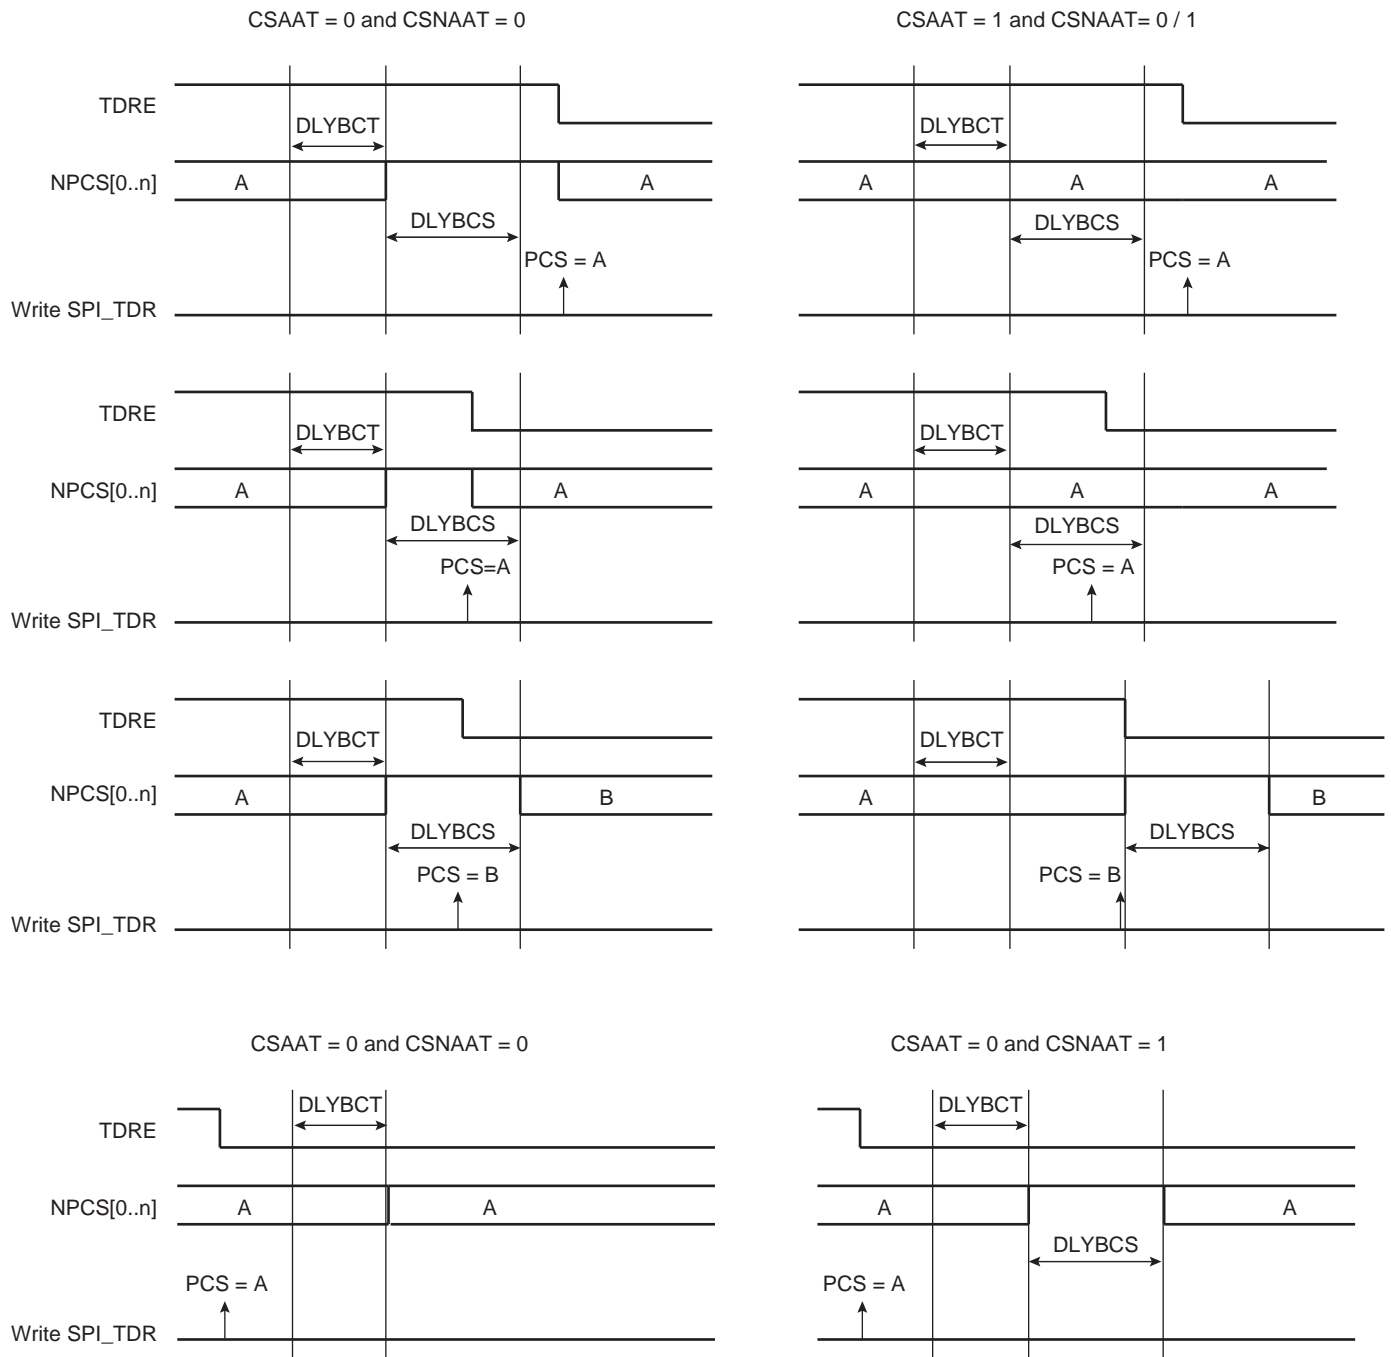 CSAAT = 0 and CSNAAT = 0
CSAAT = 1 and CSNAAT= 0 / 1
TDRE
DLYBCT
DLYBCT
NPCS[0..n]
A
A
A
A
A
DLYBCS
DLYBCS
PCS = A
PCS = A
Write SPI_TDR
TDRE
DLYBCT
DLYBCT
NPCS[0..n]
A
A
A
A
A
DLYBCS
DLYBCS
PCS=A
PCS = A
Write SPI_TDR
TDRE
DLYBCT
DLYBCT
NPCS[0..n]
A
B
A
B
DLYBCS
DLYBCS
PCS = B
PCS = B
Write SPI_TDR
CSAAT = 0 and CSNAAT = 0
CSAAT = 0 and CSNAAT = 1
DLYBCT
DLYBCT
TDRE
NPCS[0..n]
A
A
A
A
DLYBCS
PCS = A
PCS = A
Write SPI_TDR